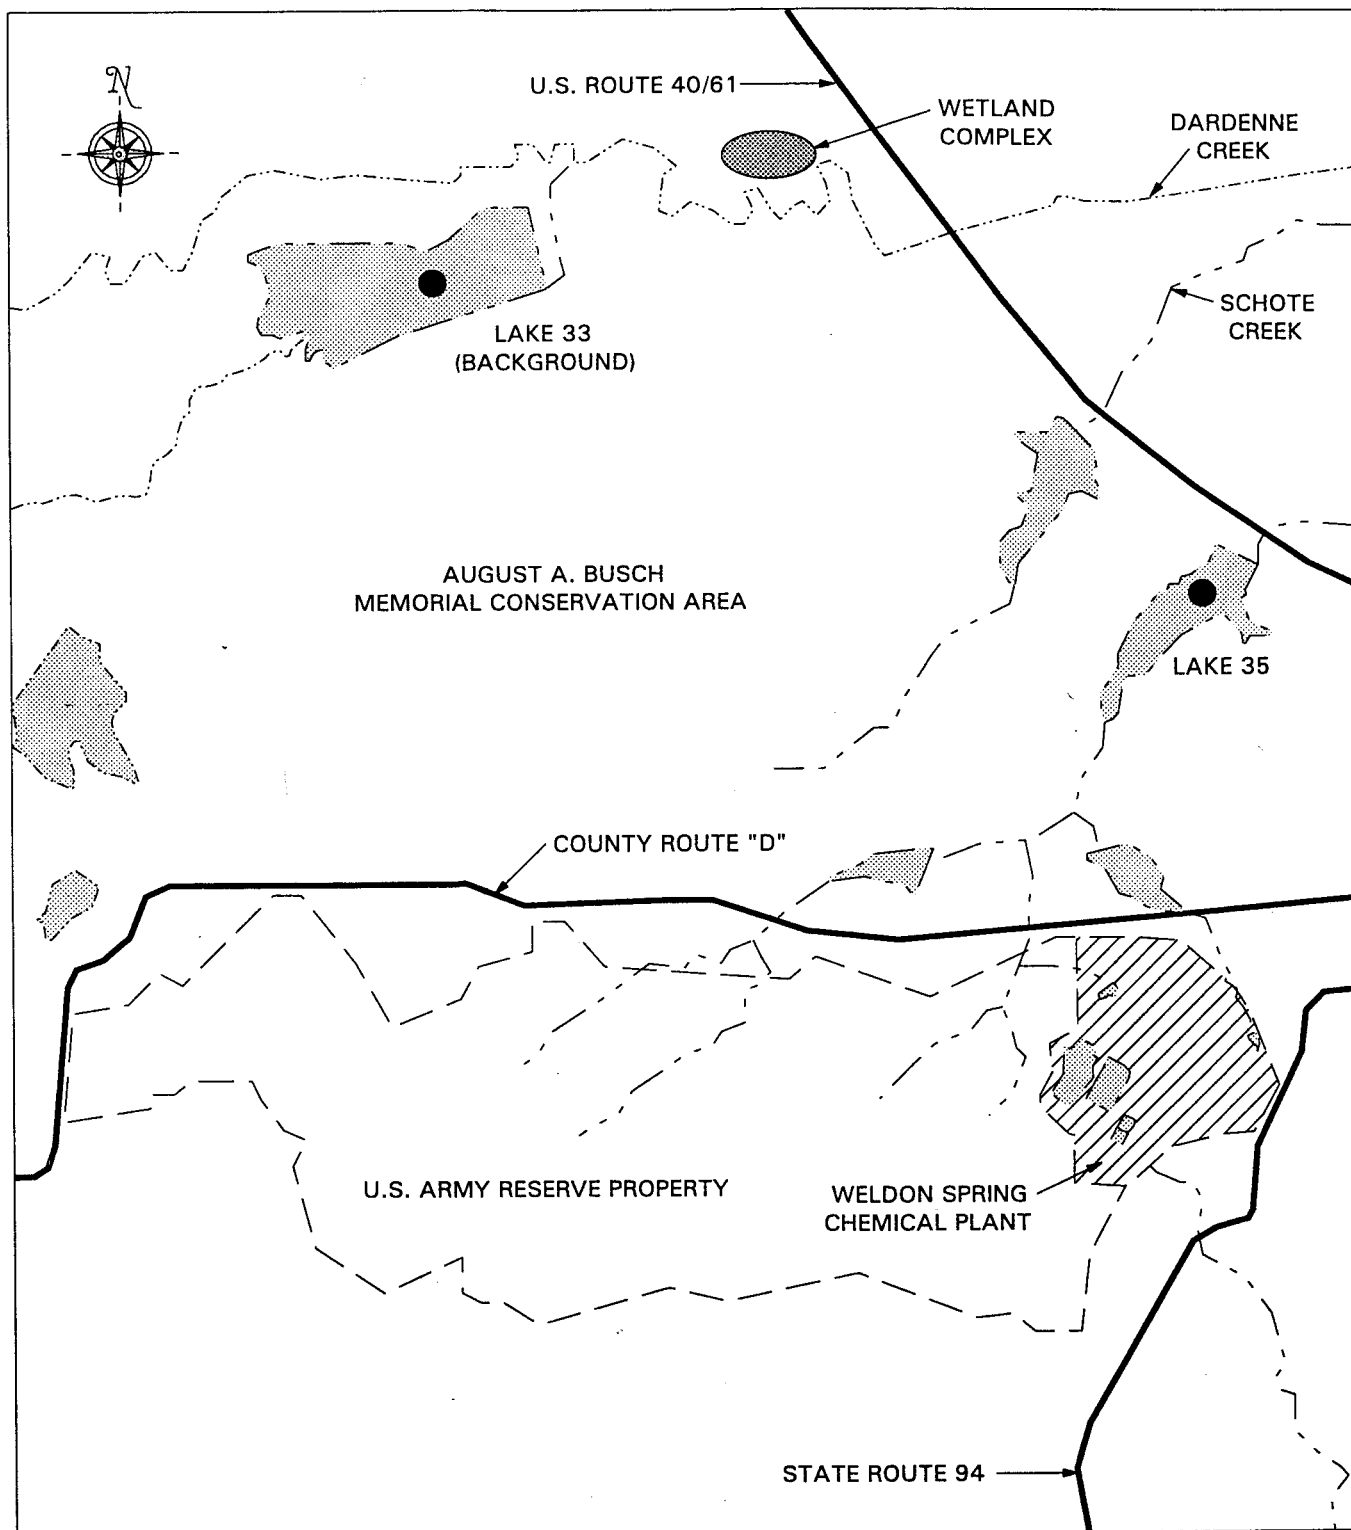 N
U.S. ROUTE 40/61
WETLAND
COMPLEX
DARDENNE
CREEK
SCHOTE
CREEK
LAKE 33
(BACKGROUND)
AUGUST A. BUSCH
MEMORIAL CONSERVATION AREA
LAKE 35
COUNTY ROUTE "D"
U.S. ARMY RESERVE PROPERTY
WELDON SPRING
CHEMICAL PLANT
STATE ROUTE 94